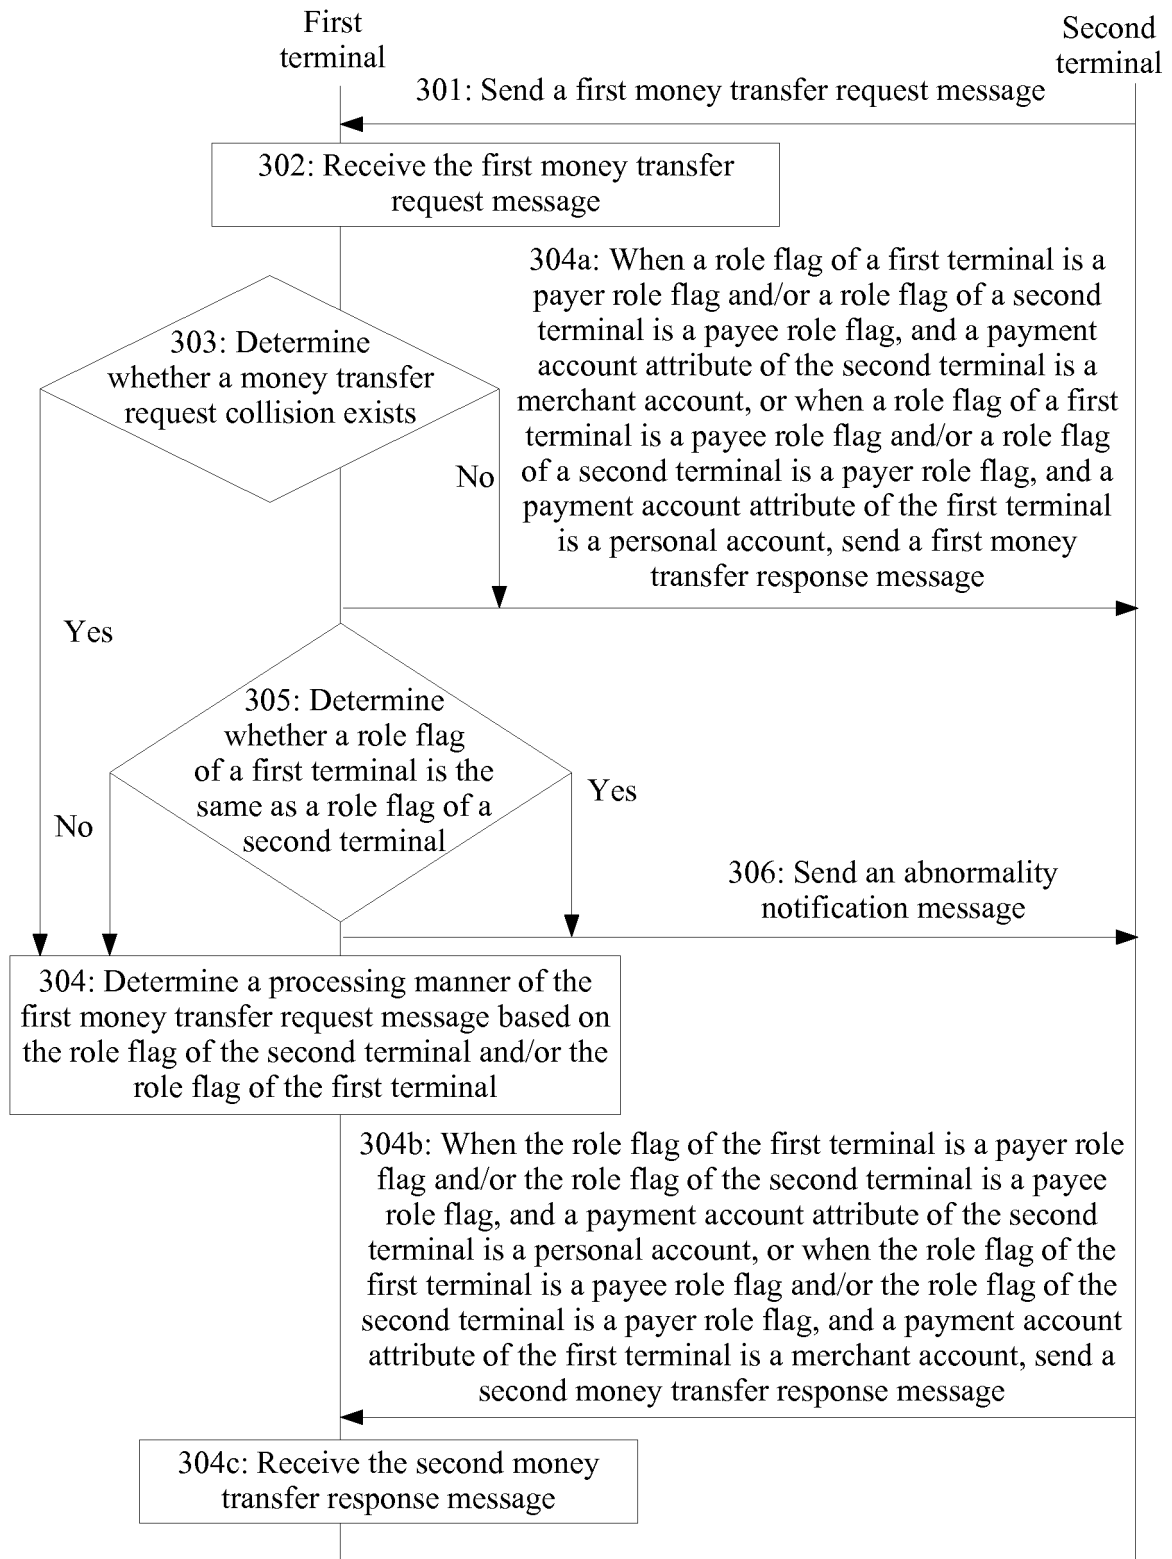 First
terminal
Second
terminal
301: Send a first money transfer request message
302: Receive the first money transfer
request message
304a: When a role flag of a first terminal is a
payer role flag and/or a role flag of a second
terminal is a payee role flag, and a payment
account attribute of the second terminal is a
merchant account, or when a role flag of a first
terminal is a payee role flag and/or a role flag
of a second terminal is a payer role flag, and a
payment account attribute of the first terminal
is a personal account, send a first money
transfer response message
303: Determine
whether a money transfer
request collision exists
No
Yes
305: Determine
whether a role flag
of a first terminal is the
same as a role flag of a
second terminal
Yes
No
306: Send an abnormality
notification message
304: Determine a processing manner of the
first money transfer request message based on
the role flag of the second terminal and/or the
role flag of the first terminal
304b: When the role flag of the first terminal is a payer role
flag and/or the role flag of the second terminal is a payee
role flag, and a payment account attribute of the second
terminal is a personal account, or when the role flag of the
first terminal is a payee role flag and/or the role flag of the
second terminal is a payer role flag, and a payment account
attribute of the first terminal is a merchant account, send a
second money transfer response message
304c: Receive the second money
transfer response message